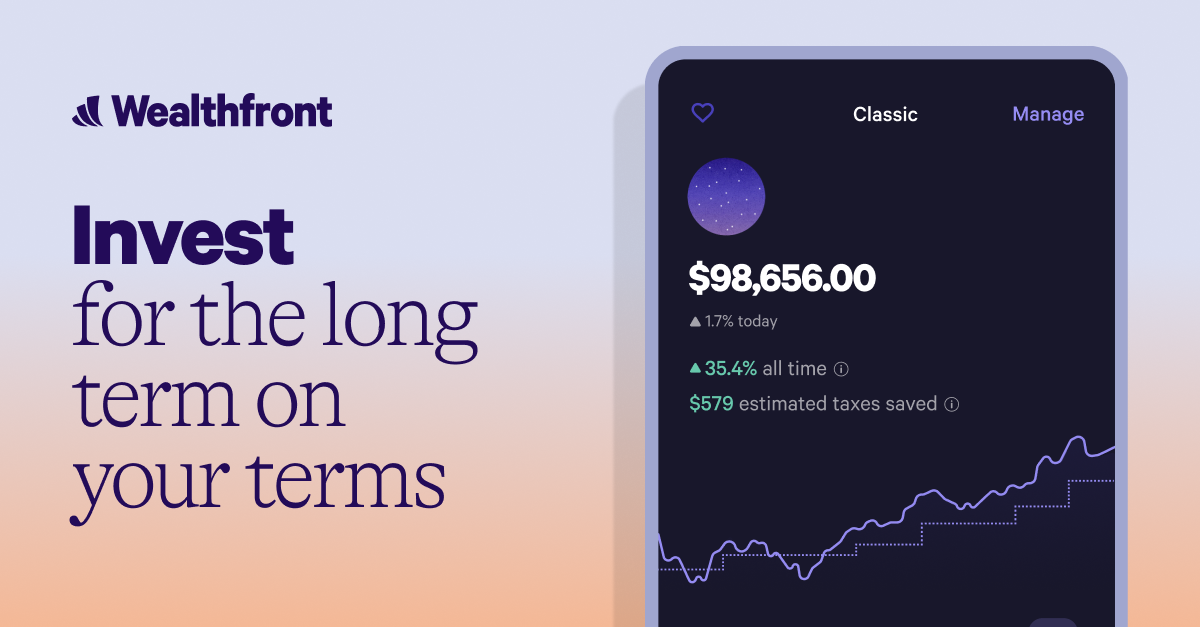 Wealthfront
Invest
for the long
term on
your terms
Classic
Manage
$98,656.00
▲ 1.7% today
▲ 35.4% all time ⓘ
$579 estimated taxes saved ⓘ